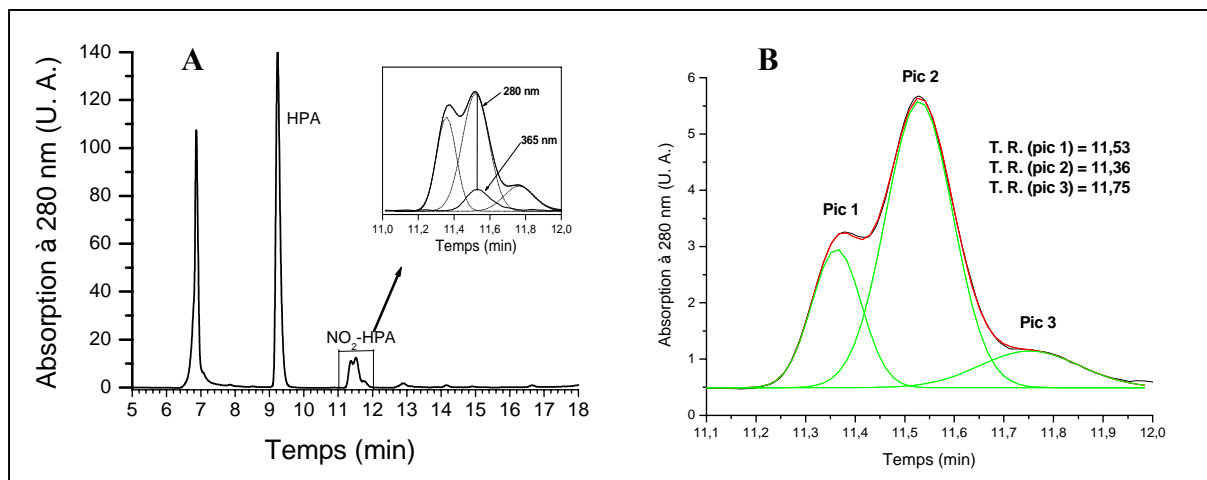 A
Absorption à 280 nm (U. A.)
140
120
100
80
60
40
20
0
HPA
NO2-HPA
5 6 7 8 9 10 11 12 13 14 15 16 17 18
Temps (min)
280 nm
365 nm
11,0 11,2 11,4 11,6 11,8 12,0
Temps (min)
B
Absorption à 280 nm (U. A.)
6
5
4
3
2
1
0
Pic 2
Pic 1
Pic 3
T. R. (pic 1) = 11,53
T. R. (pic 2) = 11,36
T. R. (pic 3) = 11,75
11,1 11,2 11,3 11,4 11,5 11,6 11,7 11,8 11,9 12,0
Temps (min)